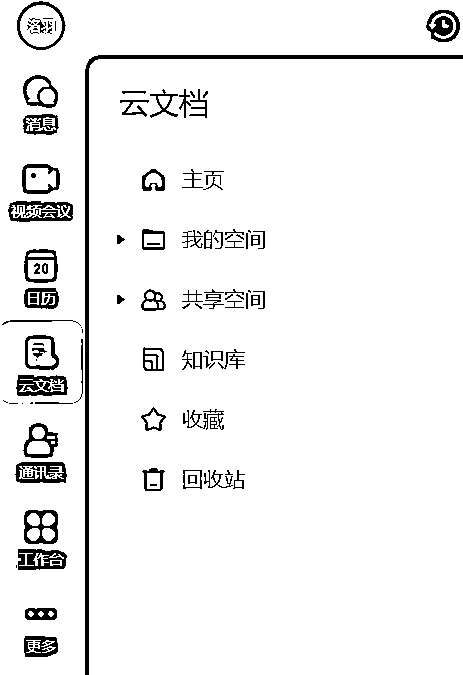 洛羽
消息
视频会议
20
日历
云文档
通讯录
工作台
更多
云文档
主页
我的空间
共享空间
知识库
收藏
回收站